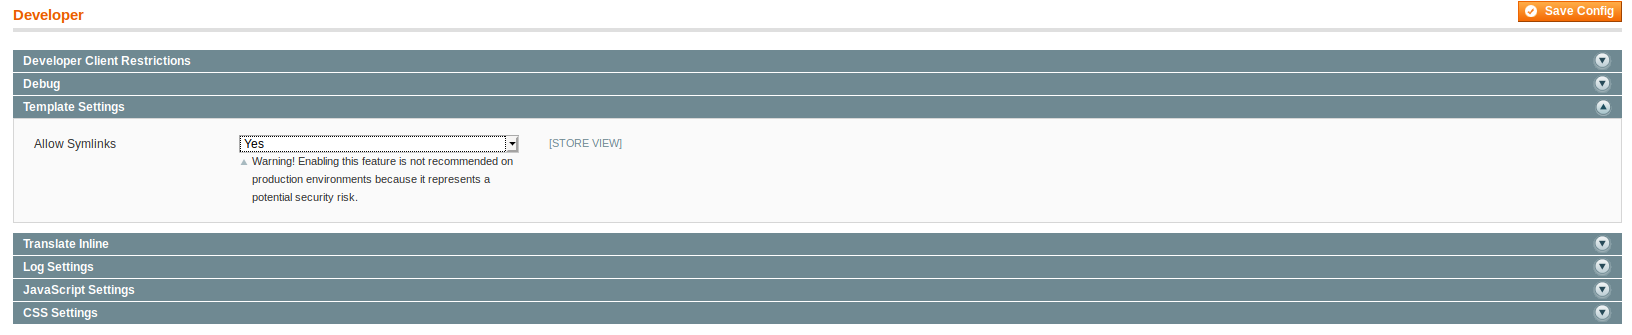 Developer
Save Config
Developer Client Restrictions
Debug
Template Settings
Allow Symlinks
Yes
[STORE VIEW]
Warning! Enabling this feature is not recommended on
production environments because it represents a
potential security risk.
Translate Inline
Log Settings
JavaScript Settings
CSS Settings